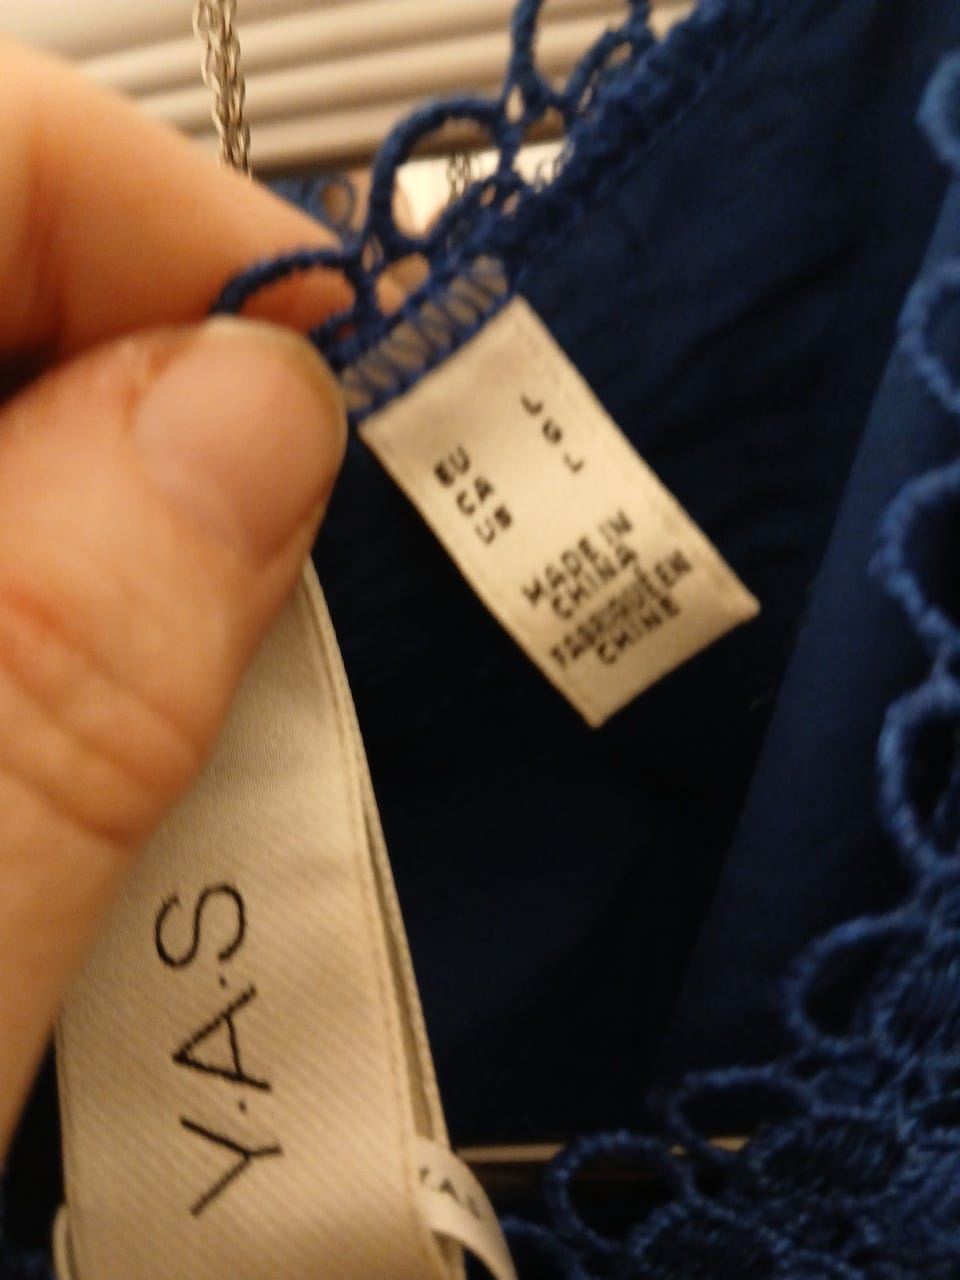 EU L
CA G
US L
MADE IN
CHINA
FABRIQUÉ EN
CHINE
Y.A.S